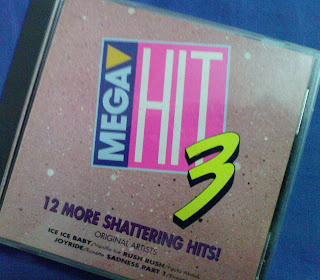 MEGA
HIT
3
12 MORE SHATTERING HITS!
ORIGINAL ARTISTS
ICE ICE BABY RUSH RUSH
JOYRIDE SADNESS PART 1